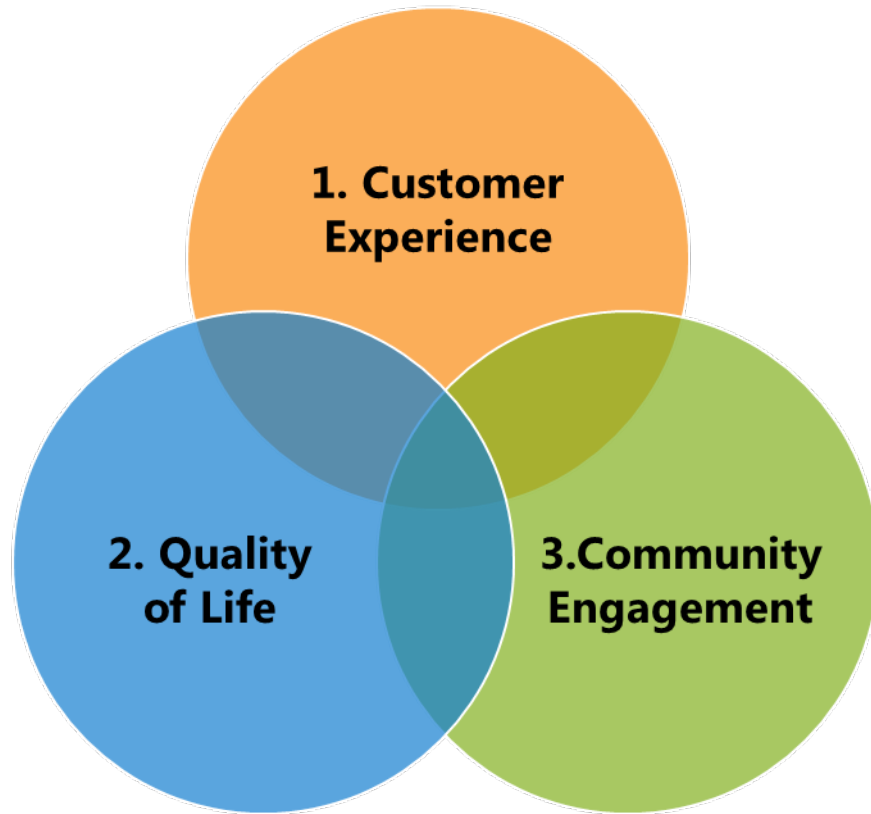 1. Customer
Experience
2. Quality
of Life
3.Community
Engagement